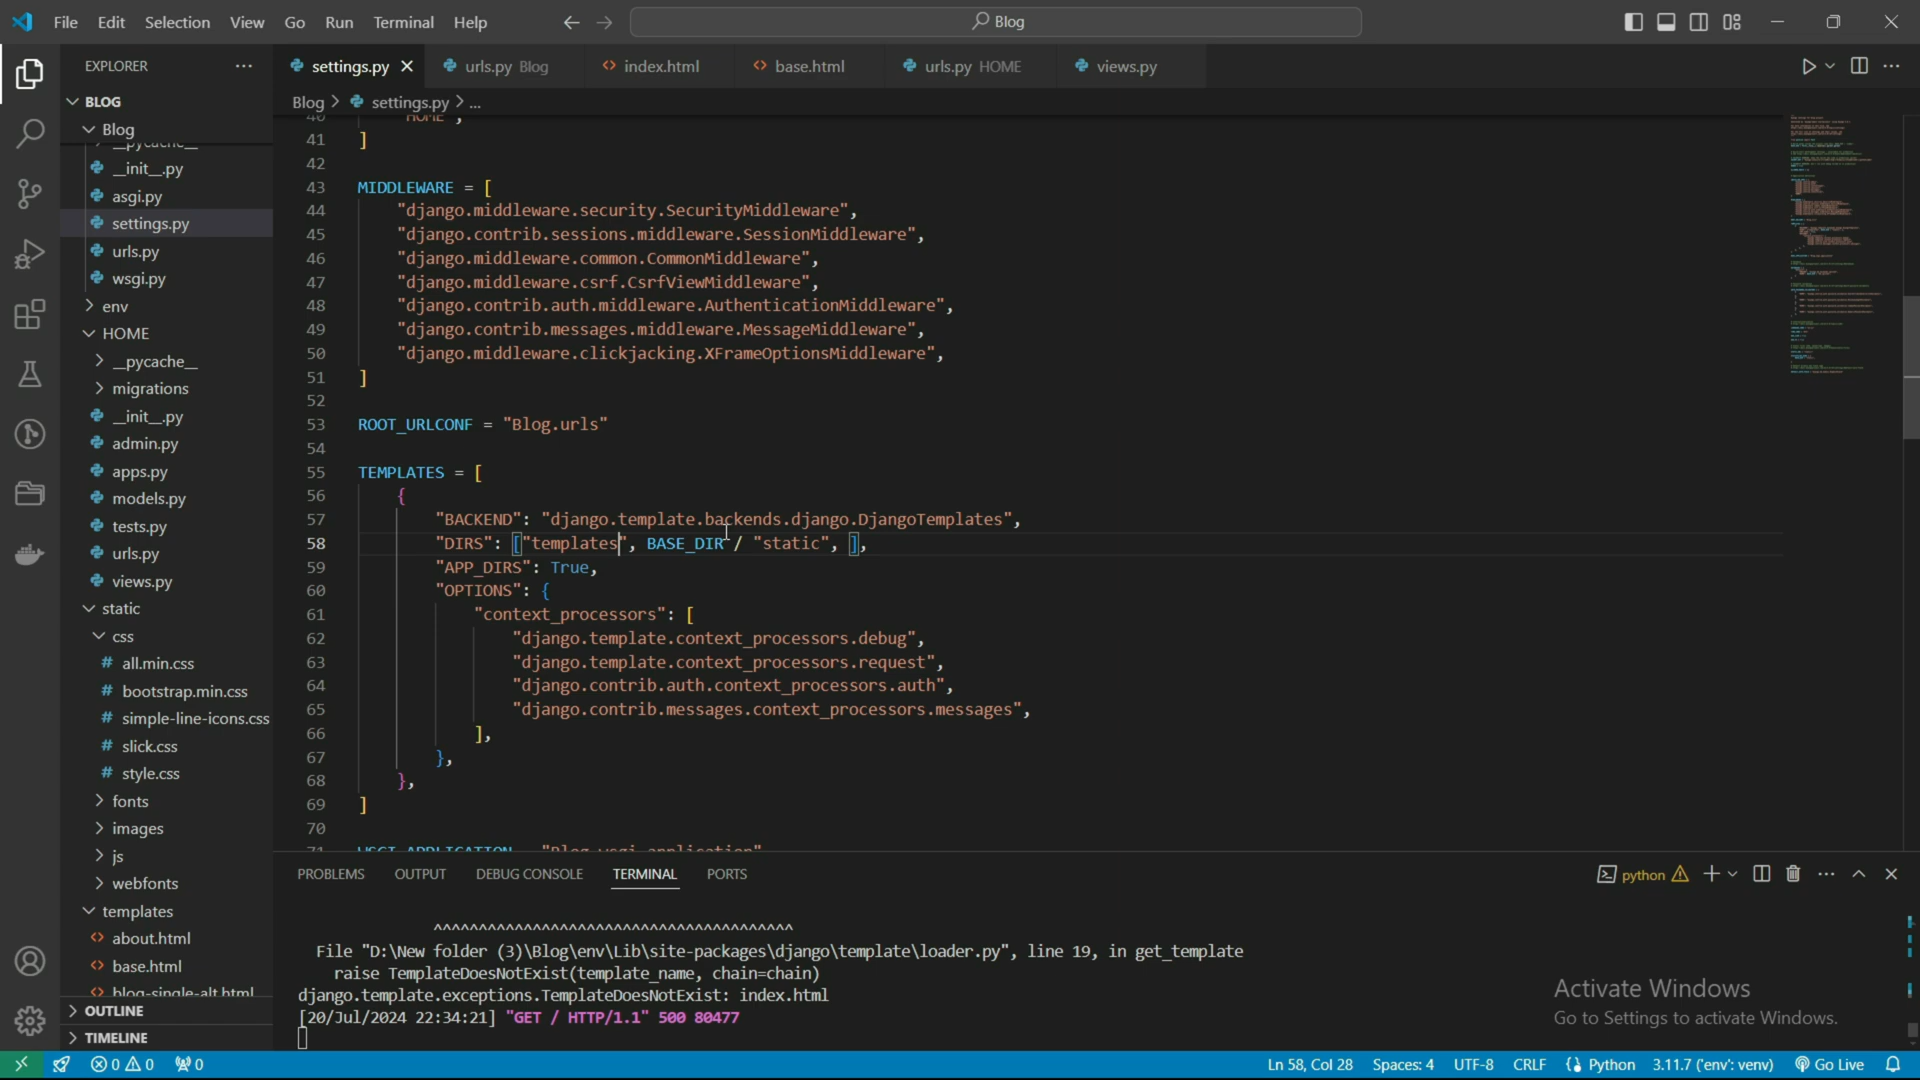 File Edit Selection View Go Run Terminal Help
Blog
EXPLORER
settings.py
urls.py Blog
index.html
base.html
urls.py HOME
views.py
BLOG
Blog > settings.py > ...
Blog
__pycache__
__init__.py
asgi.py
settings.py
urls.py
wsgi.py
env
HOME
__pycache__
migrations
__init__.py
admin.py
apps.py
models.py
tests.py
urls.py
views.py
static
css
all.min.css
bootstrap.min.css
simple-line-icons.css
slick.css
style.css
fonts
images
js
webfonts
templates
about.html
base.html
blog-single-alt.html
OUTLINE
TIMELINE
40 "HOME",
41 ]
42
43 MIDDLEWARE = [
44 "django.middleware.security.SecurityMiddleware",
45 "django.contrib.sessions.middleware.SessionMiddleware",
46 "django.middleware.common.CommonMiddleware",
47 "django.middleware.csrf.CsrfViewMiddleware",
48 "django.contrib.auth.middleware.AuthenticationMiddleware",
49 "django.contrib.messages.middleware.MessageMiddleware",
50 "django.middleware.clickjacking.XFrameOptionsMiddleware",
51 ]
52
53 ROOT_URLCONF = "Blog.urls"
54
55 TEMPLATES = [
56 {
57 "BACKEND": "django.template.backends.django.DjangoTemplates",
58 "DIRS": ["templates", BASE_DIR / "static", ],
59 "APP_DIRS": True,
60 "OPTIONS": {
61 "context_processors": [
62 "django.template.context_processors.debug",
63 "django.template.context_processors.request",
64 "django.contrib.auth.context_processors.auth",
65 "django.contrib.messages.context_processors.messages",
66 ],
67 },
68 },
69 ]
70
71 WSGI_APPLICATION = "Blog.wsgi.application"
PROBLEMS OUTPUT DEBUG CONSOLE TERMINAL PORTS
python
^^^^^^^^^^^^^^^^^^^^^^^^^^^^^^^^^^^^^^^
File "D:\New folder (3)\Blog\env\Lib\site-packages\django\template\loader.py", line 19, in get_template
raise TemplateDoesNotExist(template_name, chain=chain)
django.template.exceptions.TemplateDoesNotExist: index.html
[20/Jul/2024 22:34:21] "GET / HTTP/1.1" 500 80477
Activate Windows
Go to Settings to activate Windows.
0 0 0
Ln 58, Col 28 Spaces: 4 UTF-8 CRLF Python 3.11.7 ('env': venv) Go Live